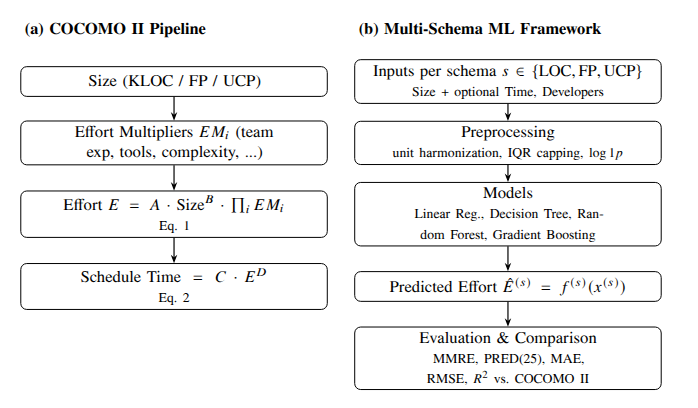 (a) COCOMO II Pipeline
Size (KLOC / FP / UCP)
Effort Multipliers EM_i (team
exp, tools, complexity, ...)
Effort E = A · Size^B · ∏_i EM_i
Eq. 1
Schedule Time = C · E^D
Eq. 2
(b) Multi-Schema ML Framework
Inputs per schema s ∈ {LOC, FP, UCP}
Size + optional Time, Developers
Preprocessing
unit harmonization, IQR capping, log 1p
Models
Linear Reg., Decision Tree, Ran-
dom Forest, Gradient Boosting
Predicted Effort Ê^(s) = f^(s)(x^(s))
Evaluation & Comparison
MMRE, PRED(25), MAE,
RMSE, R² vs. COCOMO II